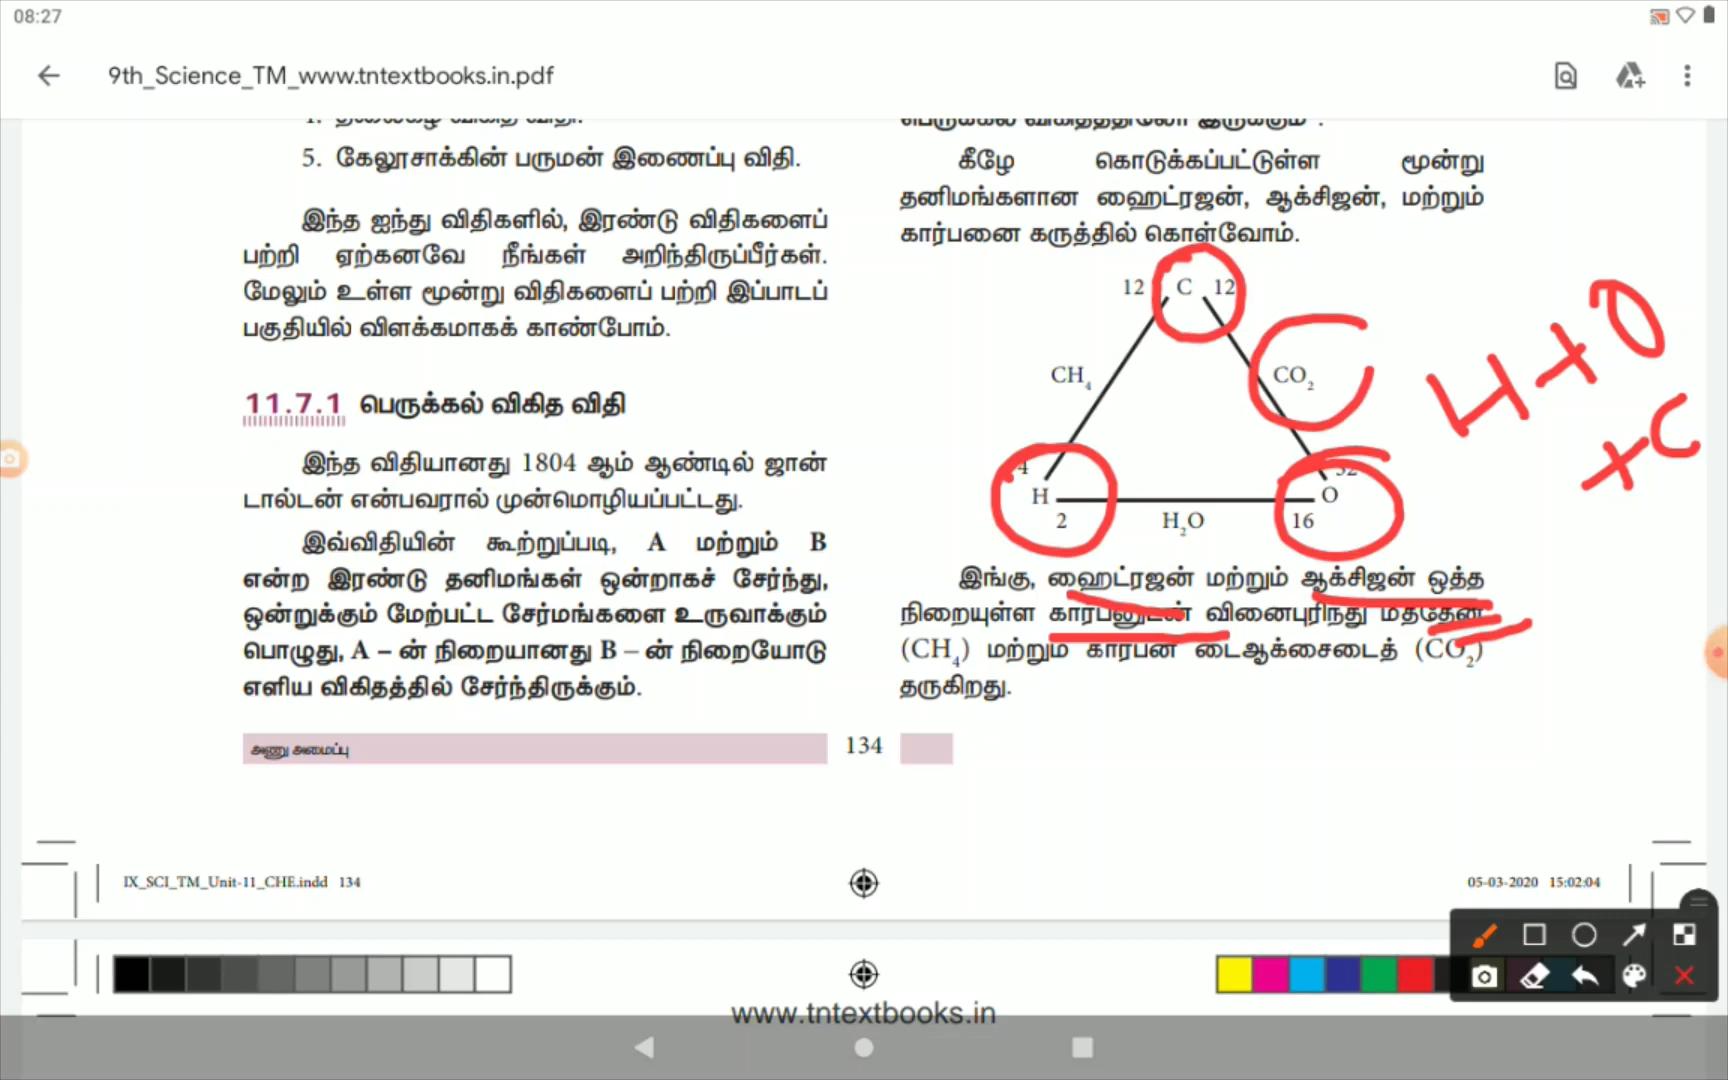 08:27
9th_Science_TM_www.tntextbooks.in.pdf
5. கேலூசாக்கின் பருமன் இணைப்பு விதி.
இந்த ஐந்து விதிகளில், இரண்டு விதிகளைப்
பற்றி ஏற்கனவே நீங்கள் அறிந்திருப்பீர்கள்.
மேலும் உள்ள மூன்று விதிகளைப் பற்றி இப்பாடப்
பகுதியில் விளக்கமாகக் காண்போம்.
11.7.1 பெருக்கல் விகித விதி
இந்த விதியானது 1804 ஆம் ஆண்டில் ஜான்
டால்டன் என்பவரால் முன்மொழியப்பட்டது.
இவ்விதியின் கூற்றுப்படி, A மற்றும் B
என்ற இரண்டு தனிமங்கள் ஒன்றாகச் சேர்ந்து,
ஒன்றுக்கும் மேற்பட்ட சேர்மங்களை உருவாக்கும்
பொழுது, A – ன் நிறையானது B – ன் நிறையோடு
எளிய விகிதத்தில் சேர்ந்திருக்கும்.
பெருக்கல் விகிதத்திலோ இருக்கும் .
கீழே கொடுக்கப்பட்டுள்ள மூன்று
தனிமங்களான ஹைட்ரஜன், ஆக்சிஜன், மற்றும்
கார்பனை கருத்தில் கொள்வோம்.
12 C 12
CH₄ CO₂
4 32
H O
2 H₂O 16
H+O
+C
இங்கு, ஹைட்ரஜன் மற்றும் ஆக்சிஜன் ஒத்த
நிறையுள்ள கார்பனுடன் வினைபுரிந்து மீத்தேன்
(CH₄) மற்றும் கார்பன் டைஆக்சைடைத் (CO₂)
தருகிறது.
அணு அமைப்பு
134
IX_SCI_TM_Unit-11_CHE.indd 134
05-03-2020 15:02:04
www.tntextbooks.in